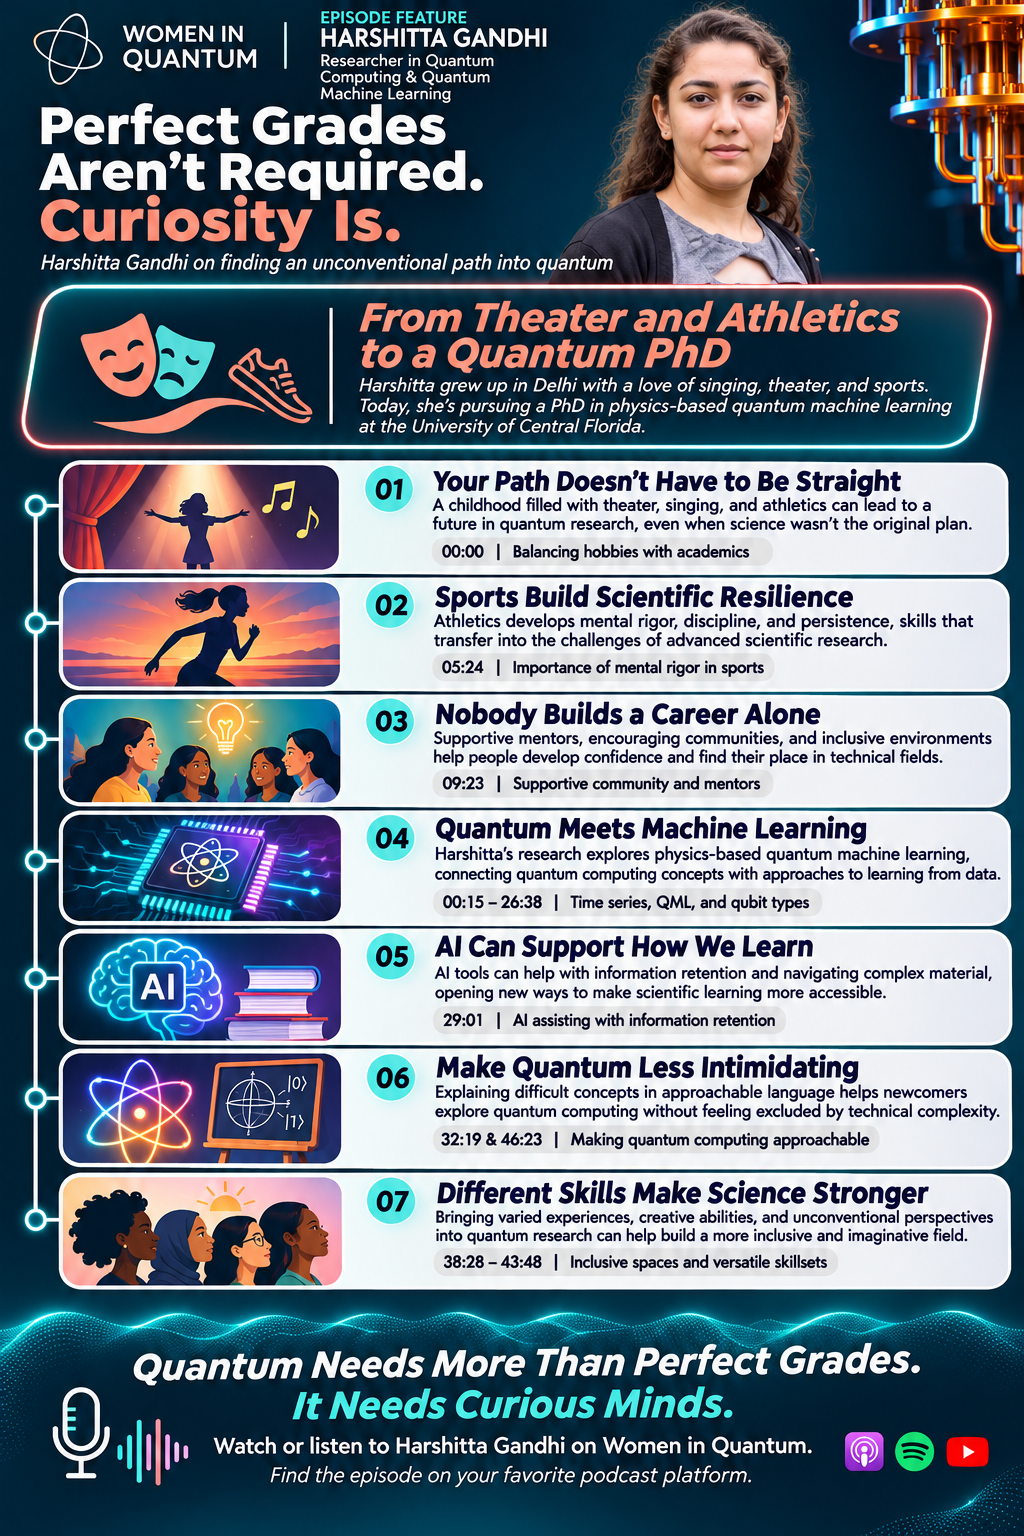 WOMEN IN
QUANTUM
EPISODE FEATURE
HARSHITTA GANDHI
Researcher in Quantum
Computing & Quantum
Machine Learning
Perfect Grades
Aren't Required.
Curiosity Is.
Harshitta Gandhi on finding an unconventional path into quantum
From Theater and Athletics
to a Quantum PhD
Harshitta grew up in Delhi with a love of singing, theater, and sports.
Today, she's pursuing a PhD in physics-based quantum machine learning
at the University of Central Florida.
01
Your Path Doesn't Have to Be Straight
A childhood filled with theater, singing, and athletics can lead to a
future in quantum research, even when science wasn't the original plan.
00:00 | Balancing hobbies with academics
02
Sports Build Scientific Resilience
Athletics develops mental rigor, discipline, and persistence, skills that
transfer into the challenges of advanced scientific research.
05:24 | Importance of mental rigor in sports
03
Nobody Builds a Career Alone
Supportive mentors, encouraging communities, and inclusive environments
help people develop confidence and find their place in technical fields.
09:23 | Supportive community and mentors
04
Quantum Meets Machine Learning
Harshitta's research explores physics-based quantum machine learning,
connecting quantum computing concepts with approaches to learning from data.
00:15 – 26:38 | Time series, QML, and qubit types
AI
05
AI Can Support How We Learn
AI tools can help with information retention and navigating complex material,
opening new ways to make scientific learning more accessible.
29:01 | AI assisting with information retention
|0⟩
|1⟩
06
Make Quantum Less Intimidating
Explaining difficult concepts in approachable language helps newcomers
explore quantum computing without feeling excluded by technical complexity.
32:19 & 46:23 | Making quantum computing approachable
07
Different Skills Make Science Stronger
Bringing varied experiences, creative abilities, and unconventional perspectives
into quantum research can help build a more inclusive and imaginative field.
38:28 – 43:48 | Inclusive spaces and versatile skillsets
Quantum Needs More Than Perfect Grades.
It Needs Curious Minds.
Watch or listen to Harshitta Gandhi on Women in Quantum.
Find the episode on your favorite podcast platform.